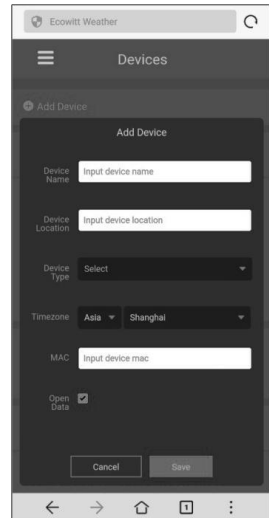 Ecowitt Weather
Devices
Add Device
Add Device
Device Name
Input device name
Device Location
Input device location
Device Type
Select
Timezone
Asia
Shanghai
MAC
Input device mac
Open Data
Cancel
Save
1